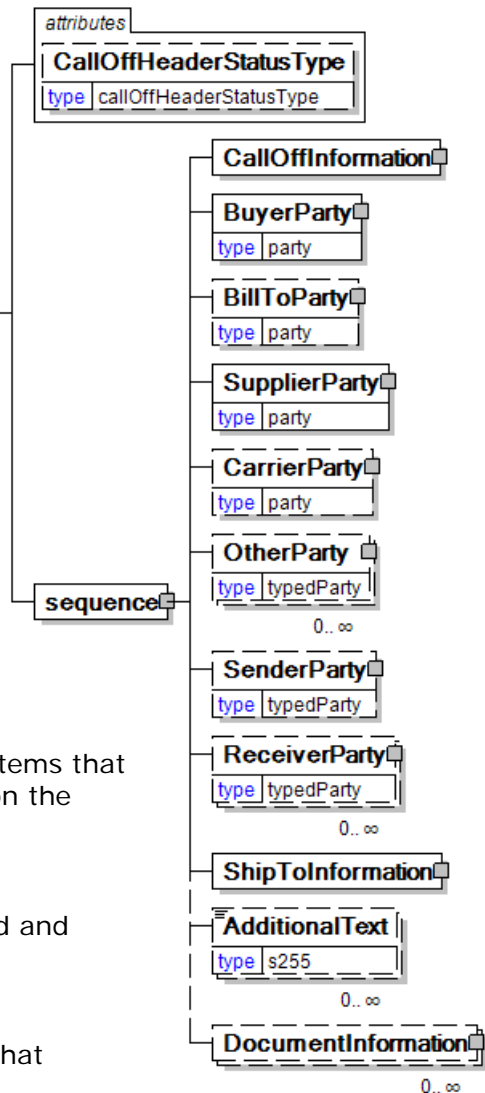 attributes
CallOffHeaderStatusType
type callOffHeaderStatusType
CallOffInformation
BuyerParty
type party
BillToParty
type party
SupplierParty
type party
CarrierParty
type party
OtherParty
type typedParty
0.. ∞
sequence
SenderParty
type typedParty
ReceiverParty
type typedParty
0.. ∞
ShipToInformation
AdditionalText
type s255
0.. ∞
DocumentInformation
0.. ∞
tems that
on the
d and
hat